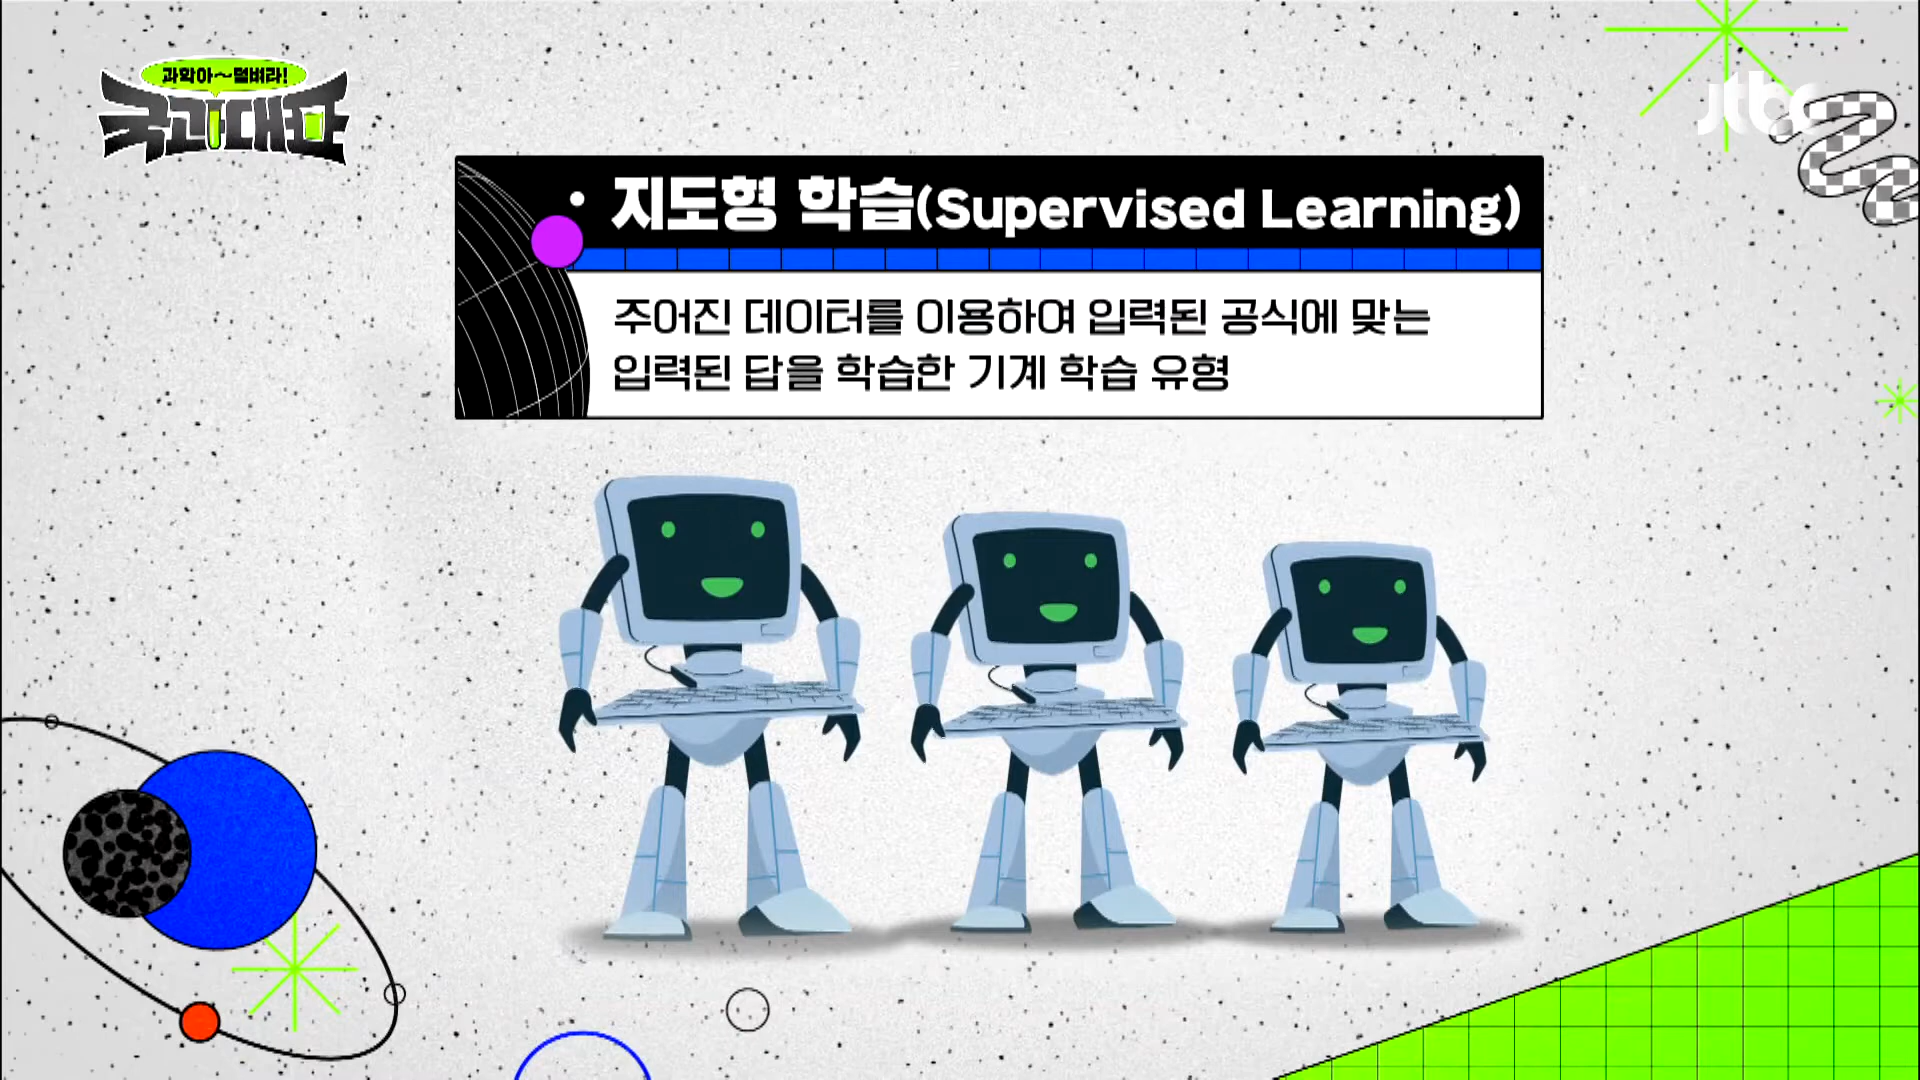 과학아~덤벼라!
국과대표
jtbc
· 지도형 학습(Supervised Learning)
주어진 데이터를 이용하여 입력된 공식에 맞는
입력된 답을 학습한 기계 학습 유형